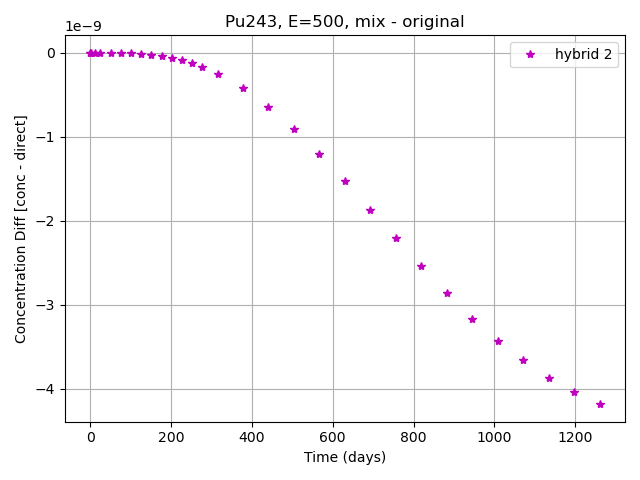 Pu243, E=500, mix - original
1e−9
hybrid 2
0
−1
−2
−3
−4
Concentration Diff [conc - direct]
0 200 400 600 800 1000 1200
Time (days)